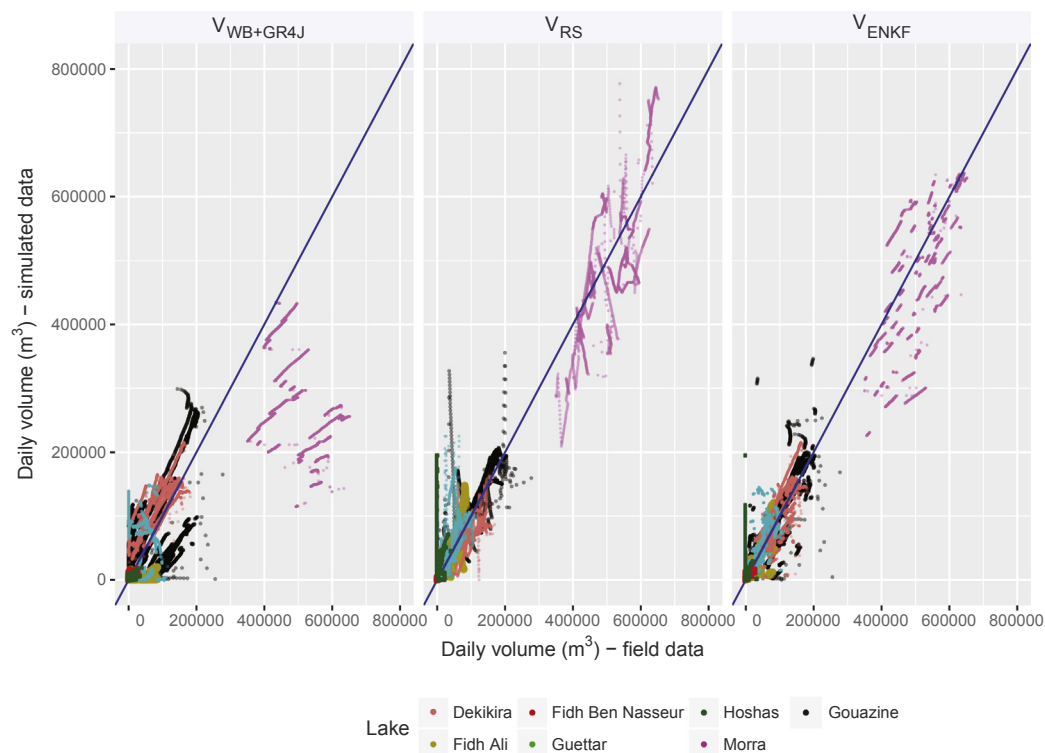 V_WB+GR4J V_RS V_ENKF
800000
600000
400000
200000
0
Daily volume (m³) − simulated data
0 200000 400000 600000 800000 0 200000 400000 600000 800000 0 200000 400000 600000 800000
Daily volume (m³) − field data
Lake
Dekikira Fidh Ben Nasseur Hoshas Gouazine
Fidh Ali Guettar Morra